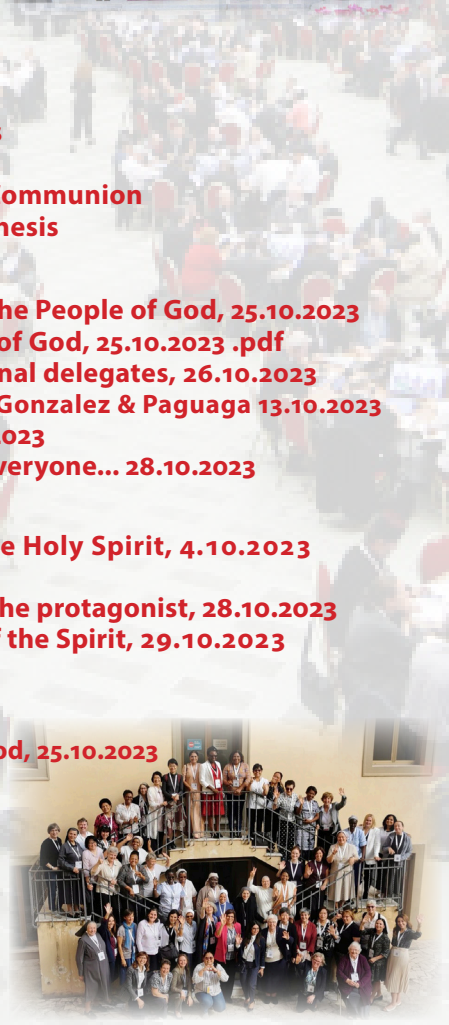 s
Communion
hesis
he People of God, 25.10.2023
of God, 25.10.2023 .pdf
nal delegates, 26.10.2023
Gonzalez & Paguaga 13.10.2023
2023
veryone... 28.10.2023
e Holy Spirit, 4.10.2023
he protagonist, 28.10.2023
f the Spirit, 29.10.2023
od, 25.10.2023